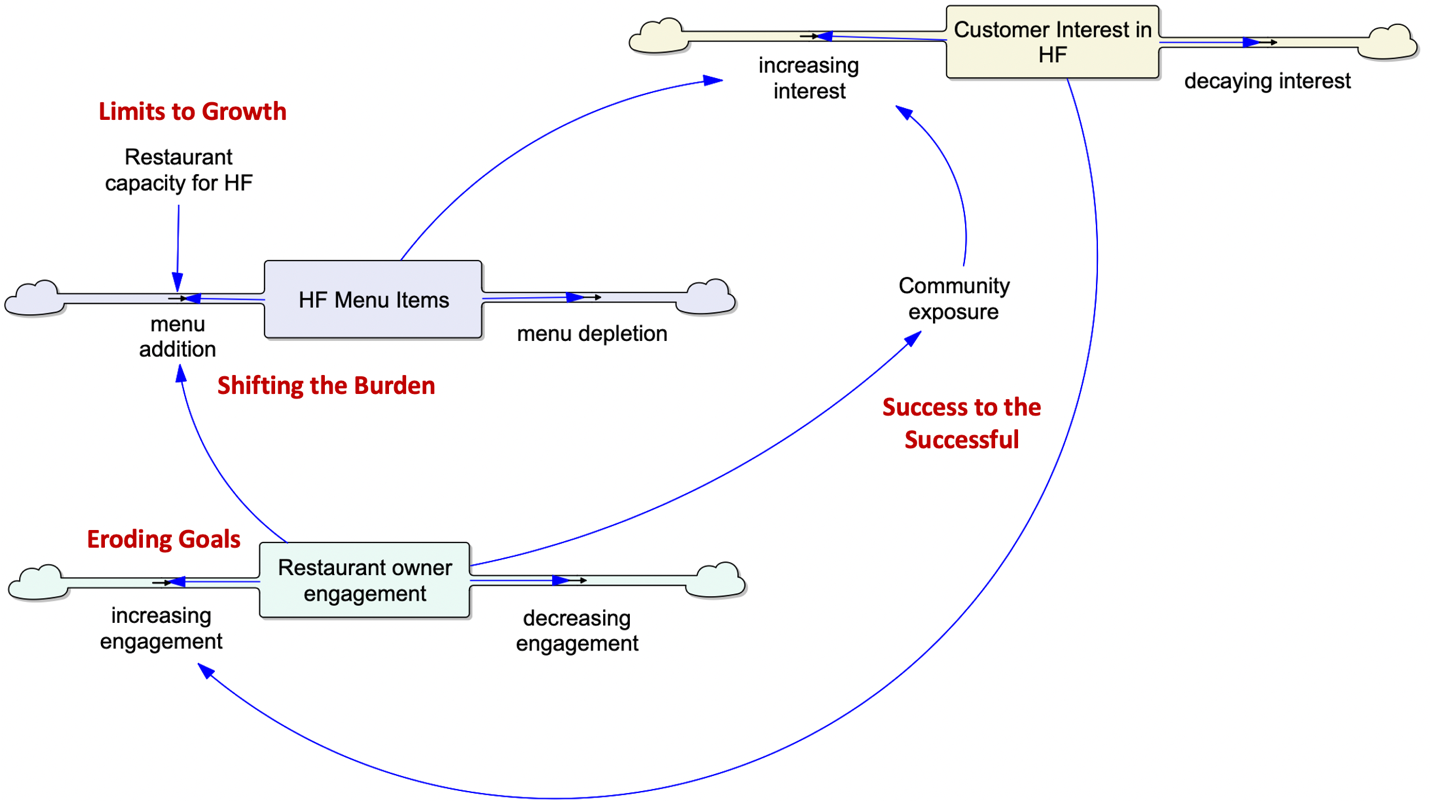 Customer Interest in
HF
increasing
interest
decaying interest
Limits to Growth
Restaurant
capacity for HF
HF Menu Items
menu
addition
menu depletion
Community
exposure
Shifting the Burden
Success to the
Successful
Eroding Goals
Restaurant owner
engagement
increasing
engagement
decreasing
engagement